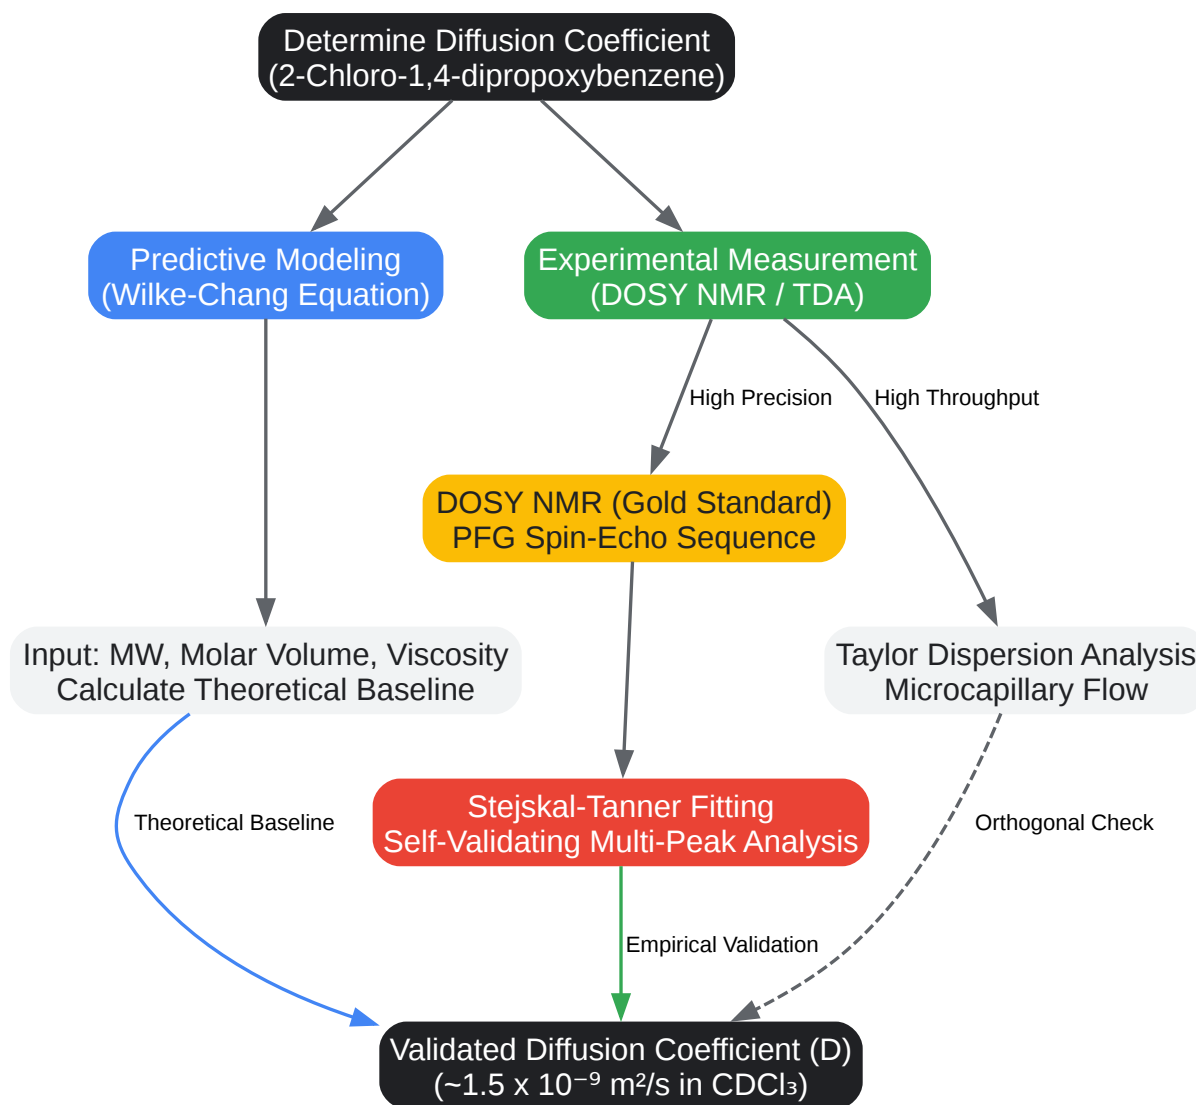 Determine Diffusion Coefficient
(2-Chloro-1,4-dipropoxybenzene)
Predictive Modeling
(Wilke-Chang Equation)
Experimental Measurement
(DOSY NMR / TDA)
High Precision
High Throughput
DOSY NMR (Gold Standard)
PFG Spin-Echo Sequence
Input: MW, Molar Volume, Viscosity
Calculate Theoretical Baseline
Taylor Dispersion Analysis
Microcapillary Flow
Stejskal-Tanner Fitting
Self-Validating Multi-Peak Analysis
Theoretical Baseline
Orthogonal Check
Empirical Validation
Validated Diffusion Coefficient (D)
(~1.5 x 10⁻⁹ m²/s in CDCl₃)